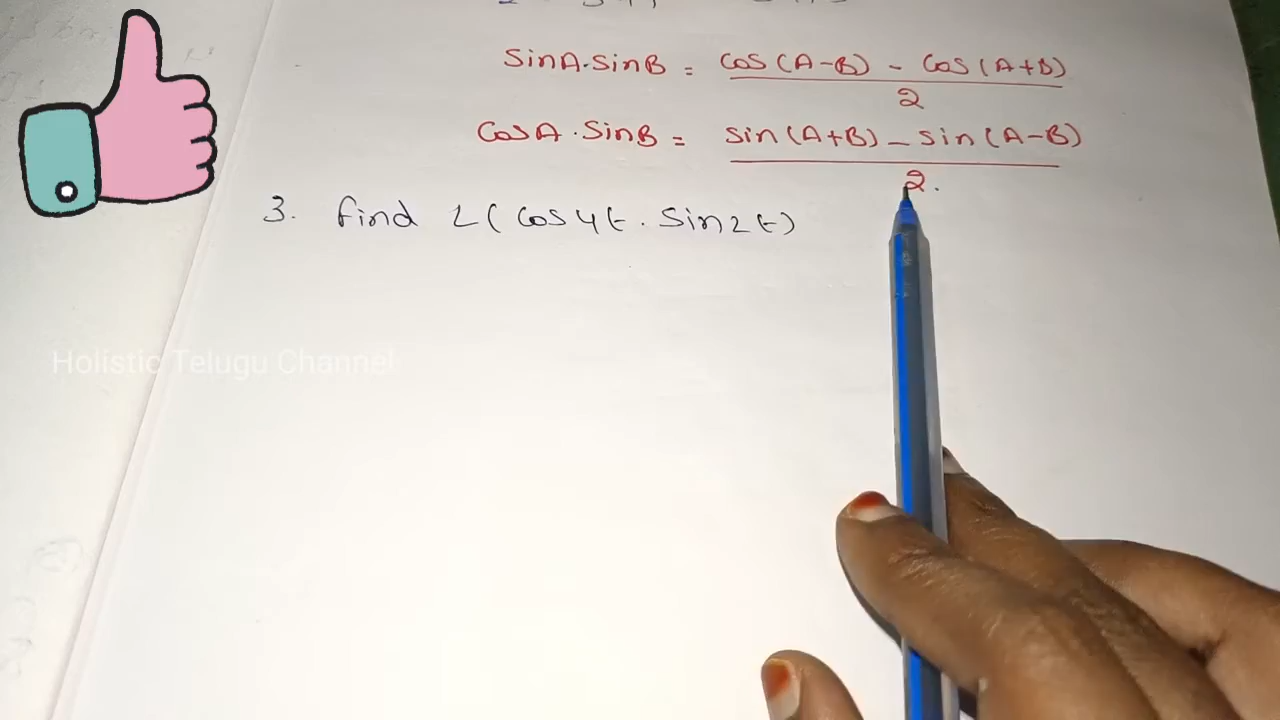 SinA.SinB = Cos(A-B) - Cos(A+B)
2
CosA.SinB = Sin(A+B) - Sin(A-B)
2.
3. Find L(Cos4t. Sin2t)
Holistic Telugu Channel